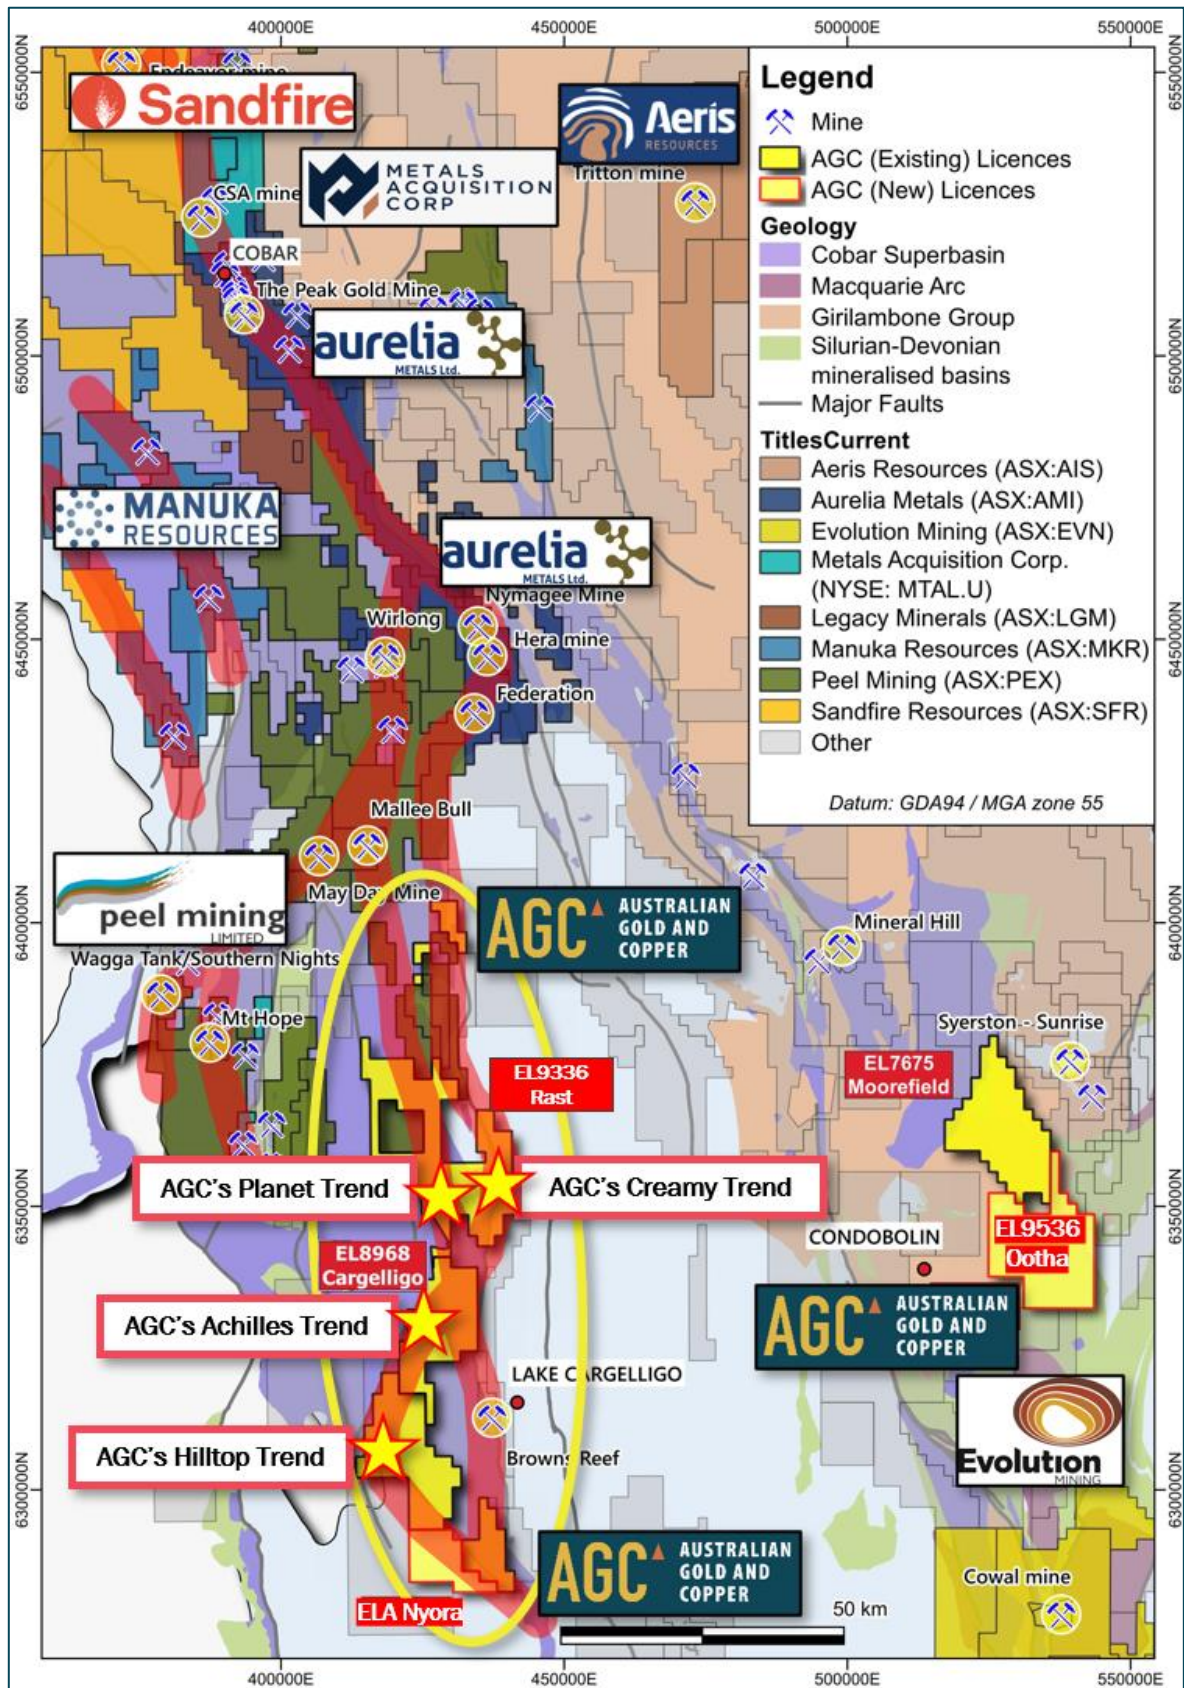 400000E
450000E
500000E
550000E
6550000N
6550000N
Endeavor mine
Sandfire
Aeris
RESOURCES
METALS
ACQUISITION
CORP
Tritton mine
CSA mine
COBAR
The Peak Gold Mine
aurelia
METALS Ltd.
6500000N
6500000N
Legend
Mine
AGC (Existing) Licences
AGC (New) Licences
Geology
Cobar Superbasin
Macquarie Arc
Girilambone Group
Silurian-Devonian
mineralised basins
Major Faults
TitlesCurrent
Aeris Resources (ASX:AIS)
Aurelia Metals (ASX:AMI)
Evolution Mining (ASX:EVN)
Metals Acquisition Corp.
(NYSE: MTAL.U)
Legacy Minerals (ASX:LGM)
Manuka Resources (ASX:MKR)
Peel Mining (ASX:PEX)
Sandfire Resources (ASX:SFR)
Other
Datum: GDA94 / MGA zone 55
MANUKA
RESOURCES
aurelia
METALS Ltd.
Nymagee Mine
Wirlong
Hera mine
6450000N
6450000N
Federation
Mallee Bull
May Day Mine
peel mining
LIMITED
AGC
AUSTRALIAN
GOLD AND
COPPER
6400000N
6400000N
Mineral Hill
Wagga Tank/Southern Nights
Mt Hope
Syerston - Sunrise
EL9336
Rast
EL7675
Moorefield
AGC's Planet Trend
AGC's Creamy Trend
6350000N
6350000N
EL8968
Cargelligo
CONDOBOLIN
EL9536
Ootha
AGC's Achilles Trend
AGC
AUSTRALIAN
GOLD AND
COPPER
LAKE CARGELLIGO
AGC's Hilltop Trend
Browns Reef
Evolution
MINING
6300000N
6300000N
AGC
AUSTRALIAN
GOLD AND
COPPER
ELA Nyora
Cowal mine
50 km
400000E
450000E
500000E
550000E